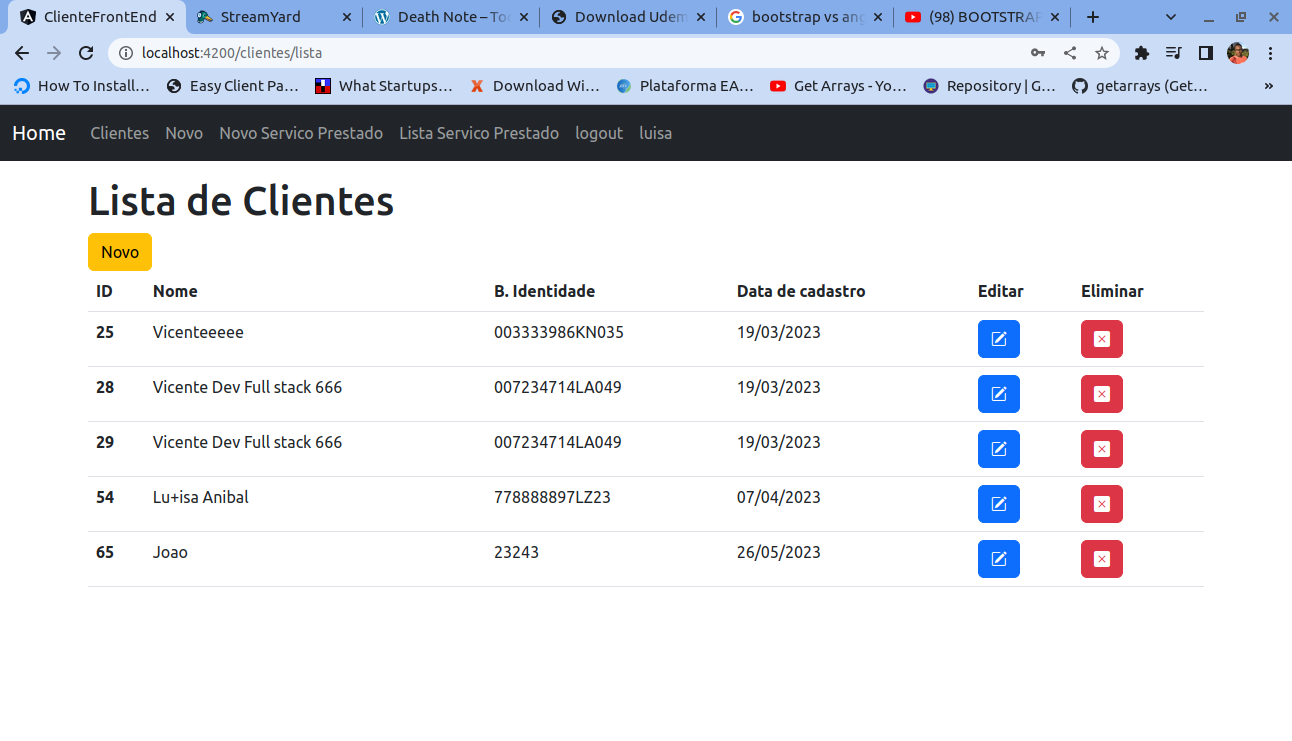 ClienteFrontEnd StreamYard Death Note – Too Download Udem bootstrap vs ang (98) BOOTSTRAP
localhost:4200/clientes/lista
How To Install... Easy Client Pa... What Startups... Download Wi... Plataforma EA... Get Arrays - Yo... Repository | G... getarrays (Get... »
Home Clientes Novo Novo Servico Prestado Lista Servico Prestado logout luisa
Lista de Clientes
Novo
ID Nome B. Identidade Data de cadastro Editar Eliminar
25 Vicenteeeee 003333986KN035 19/03/2023
28 Vicente Dev Full stack 666 007234714LA049 19/03/2023
29 Vicente Dev Full stack 666 007234714LA049 19/03/2023
54 Lu+isa Anibal 778888897LZ23 07/04/2023
65 Joao 23243 26/05/2023